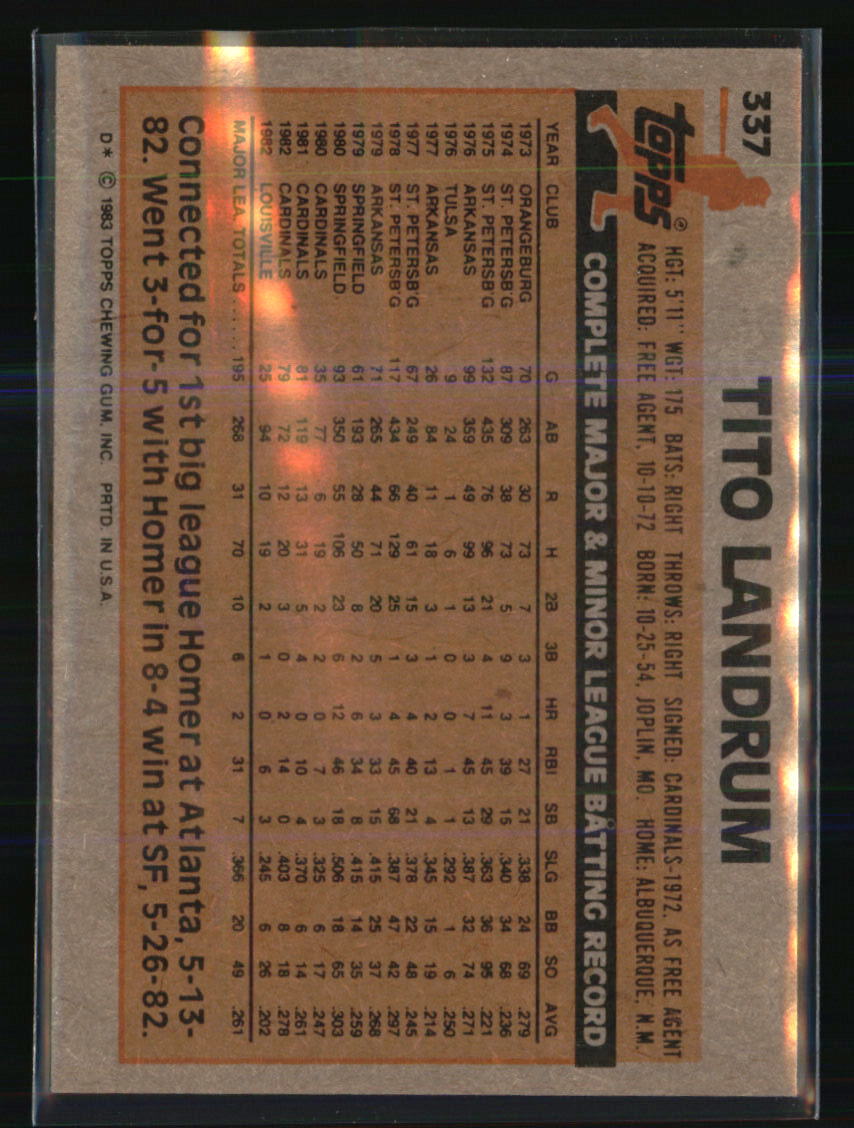 337
TITO LANDRUM
topps®
HGT: 5'11" WGT: 175 BATS: RIGHT THROWS: RIGHT SIGNED: CARDINALS-1972, AS FREE AGENT
ACQUIRED: FREE AGENT, 10-10-72 BORN: 10-25-54, JOPLIN, MO. HOME: ALBUQUERQUE, N.M.
COMPLETE MAJOR & MINOR LEAGUE BATTING RECORD
YEAR CLUB G AB R H 2B 3B HR RBI SB SLG BB SO AVG
1973 ORANGEBURG 70 263 30 73 7 3 1 27 21 .338 24 69 .279
1974 ST. PETERSB'G 87 309 38 73 5 9 3 39 15 .340 34 68 .236
1975 ST. PETERSB'G 132 435 76 96 21 4 11 45 29 .363 36 95 .221
1976 ARKANSAS 99 359 49 99 13 3 7 45 13 .387 32 74 .271
1976 TULSA 9 24 1 6 1 0 0 1 1 .292 1 6 .250
1977 ARKANSAS 26 84 11 18 3 1 2 13 4 .345 15 19 .214
1977 ST. PETERSB'G 67 249 40 61 15 3 4 40 21 .378 22 48 .245
1978 ST. PETERSB'G 117 434 66 129 25 1 4 45 68 .387 47 42 .297
1979 ARKANSAS 71 265 44 71 20 5 3 33 15 .415 25 37 .268
1979 SPRINGFIELD 61 193 28 50 8 2 6 34 8 .415 14 35 .259
1980 SPRINGFIELD 93 350 55 106 23 6 12 46 18 .506 18 65 .303
1980 CARDINALS 35 77 6 19 2 2 0 7 3 .325 6 17 .247
1981 CARDINALS 81 119 13 31 5 4 0 10 4 .370 6 14 .261
1982 CARDINALS 79 72 12 20 3 0 2 14 0 .403 8 18 .278
1982 LOUISVILLE 25 94 10 19 2 1 0 6 3 .245 6 26 .202
MAJOR LEA. TOTALS ...... 195 268 31 70 10 6 2 31 7 .366 20 49 .261
Connected for 1st big league Homer at Atlanta, 5-13-
82. Went 3-for-5 with Homer in 8-4 win at SF, 5-26-82.
D* © 1983 TOPPS CHEWING GUM, INC. PRTD. IN U.S.A.